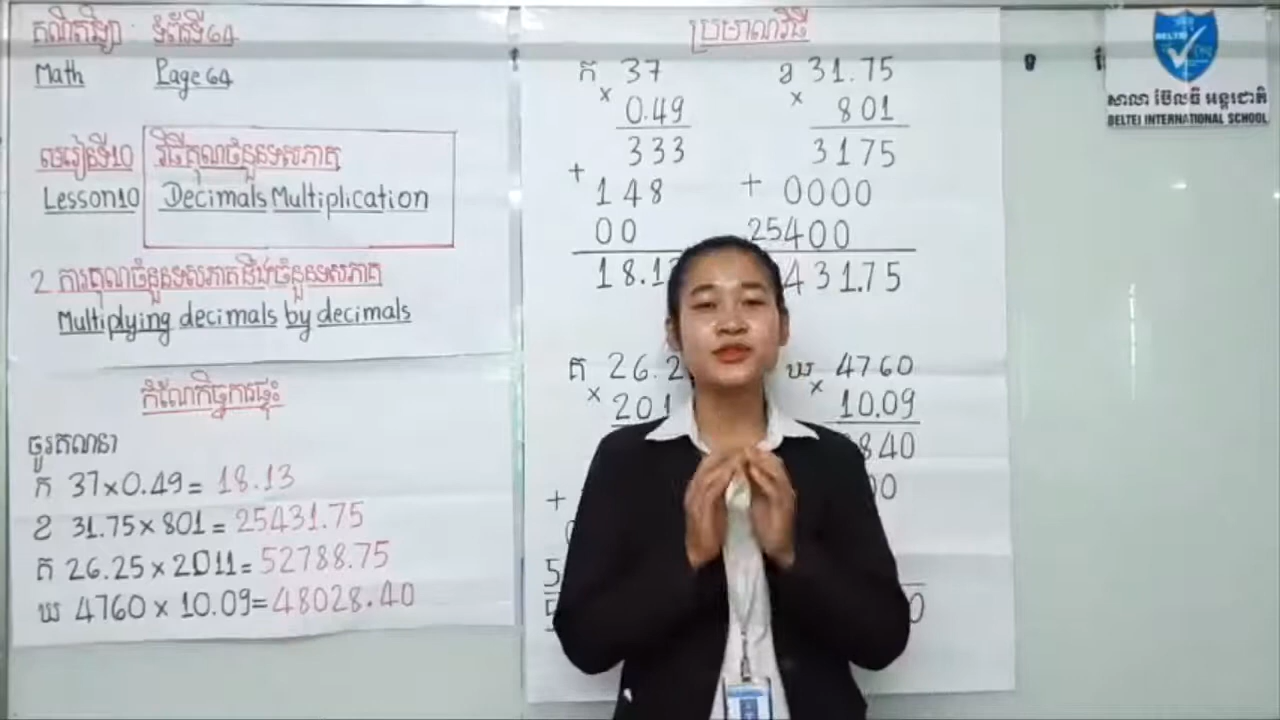 គណិតវិទ្យា ទំព័រទី64
Math Page 64
មេរៀនទី10 វិធីគុណចំនួនទសភាគ
Lesson10 Decimals Multiplication
2 ការគុណចំនួនទសភាគនឹងចំនួនទសភាគ
Multiplying decimals by decimals
កំណែកិច្ចការផ្ទះ
ចូរគណនា
ក 37×0.49= 18.13
ខ 31.75×801=25431.75
គ 26.25×2011=52788.75
ឃ 4760×10.09=48028.40
ប្រមាណវិធី
ក 37
× 0.49
333
+ 148
00
18.13
ខ 31.75
× 801
3175
+ 0000
25400
431.75
គ 26.2
× 201
+
ឃ 4760
× 10.09
840
BELTEI
សាលា ប៊ែលធី អន្តរជាតិ
BELTEI INTERNATIONAL SCHOOL